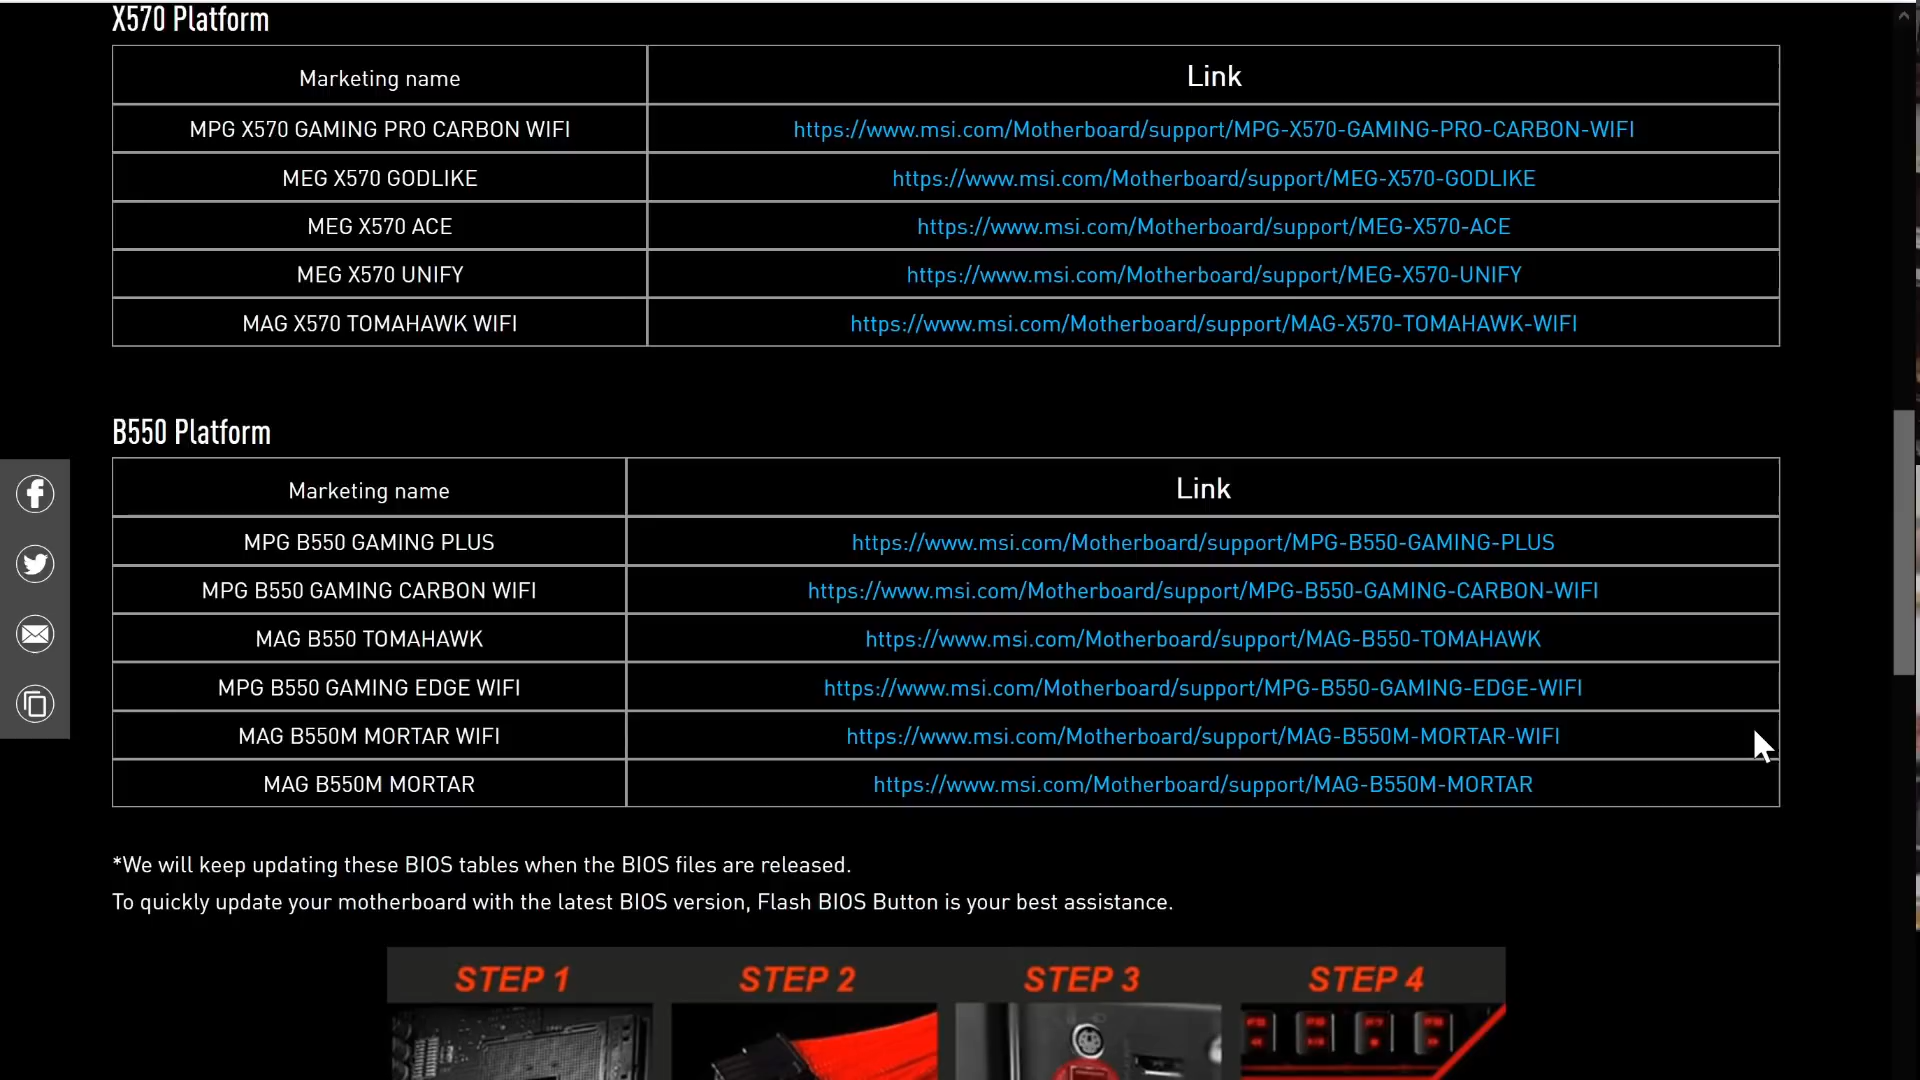 X570 Platform
Marketing name Link
MPG X570 GAMING PRO CARBON WIFI https://www.msi.com/Motherboard/support/MPG-X570-GAMING-PRO-CARBON-WIFI
MEG X570 GODLIKE https://www.msi.com/Motherboard/support/MEG-X570-GODLIKE
MEG X570 ACE https://www.msi.com/Motherboard/support/MEG-X570-ACE
MEG X570 UNIFY https://www.msi.com/Motherboard/support/MEG-X570-UNIFY
MAG X570 TOMAHAWK WIFI https://www.msi.com/Motherboard/support/MAG-X570-TOMAHAWK-WIFI
B550 Platform
Marketing name Link
MPG B550 GAMING PLUS https://www.msi.com/Motherboard/support/MPG-B550-GAMING-PLUS
MPG B550 GAMING CARBON WIFI https://www.msi.com/Motherboard/support/MPG-B550-GAMING-CARBON-WIFI
MAG B550 TOMAHAWK https://www.msi.com/Motherboard/support/MAG-B550-TOMAHAWK
MPG B550 GAMING EDGE WIFI https://www.msi.com/Motherboard/support/MPG-B550-GAMING-EDGE-WIFI
MAG B550M MORTAR WIFI https://www.msi.com/Motherboard/support/MAG-B550M-MORTAR-WIFI
MAG B550M MORTAR https://www.msi.com/Motherboard/support/MAG-B550M-MORTAR
*We will keep updating these BIOS tables when the BIOS files are released.
To quickly update your motherboard with the latest BIOS version, Flash BIOS Button is your best assistance.
STEP 1 STEP 2 STEP 3 STEP 4